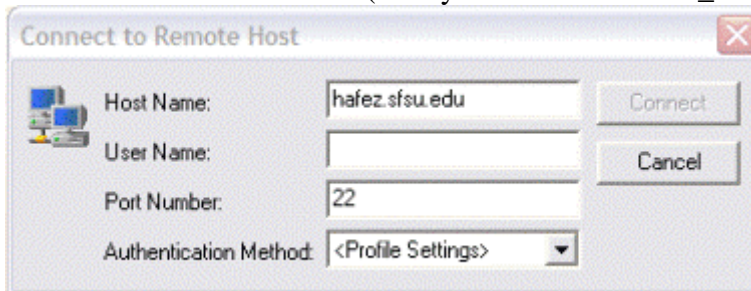 Connect to Remote Host
Host Name: hafez.sfsu.edu Connect
User Name: Cancel
Port Number: 22
Authentication Method: <Profile Settings>